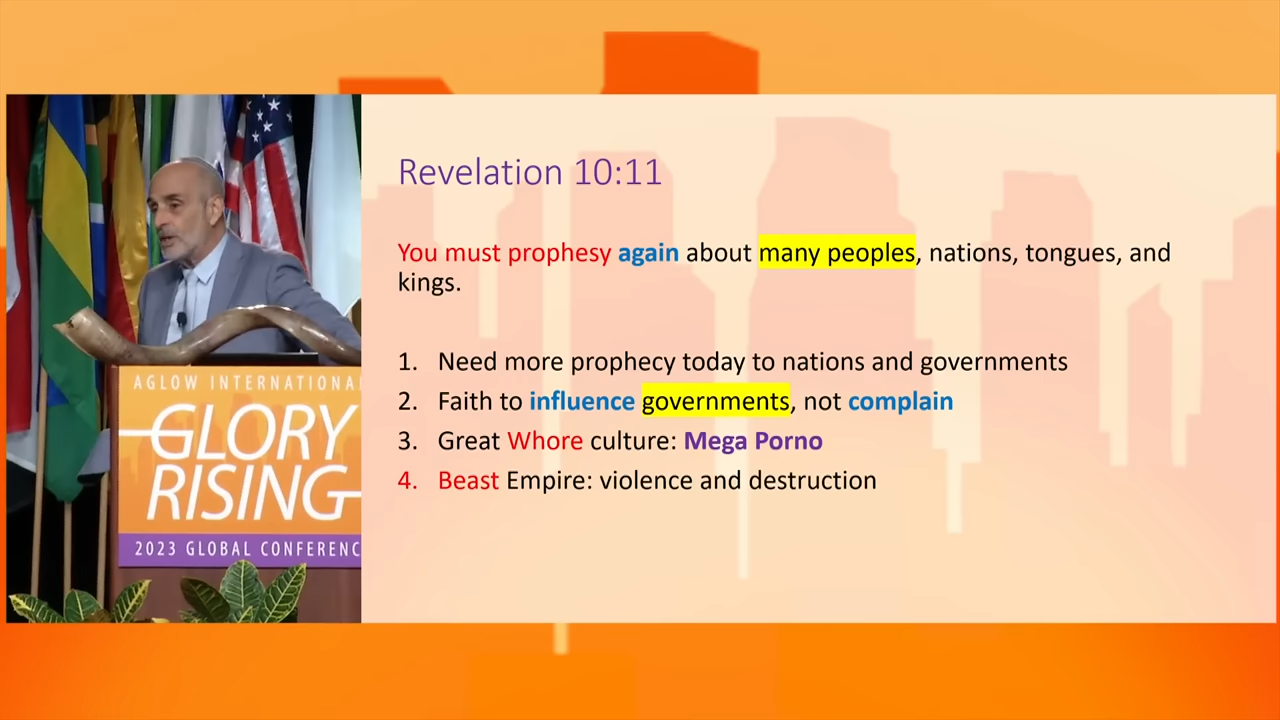 Revelation 10:11
You must prophesy again about many peoples, nations, tongues, and
kings.
1. Need more prophecy today to nations and governments
2. Faith to influence governments, not complain
3. Great Whore culture: Mega Porno
4. Beast Empire: violence and destruction
AGLOW INTERNATIONA
GLORY
RISING
2023 GLOBAL CONFERENC